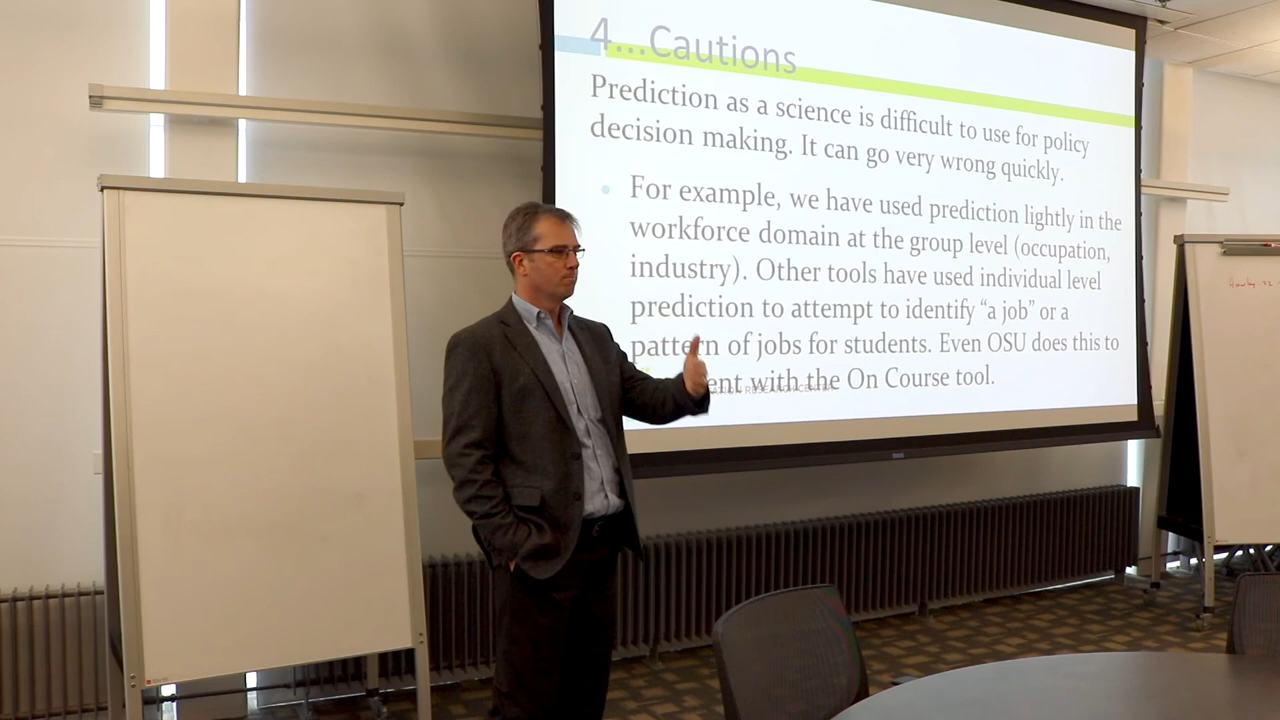 4...Cautions
Prediction as a science is difficult to use for policy
decision making. It can go very wrong quickly.
For example, we have used prediction lightly in the
workforce domain at the group level (occupation,
industry). Other tools have used individual level
prediction to attempt to identify “a job” or a
pattern of jobs for students. Even OSU does this to
ent with the On Course tool.
RESEARCH CENTER